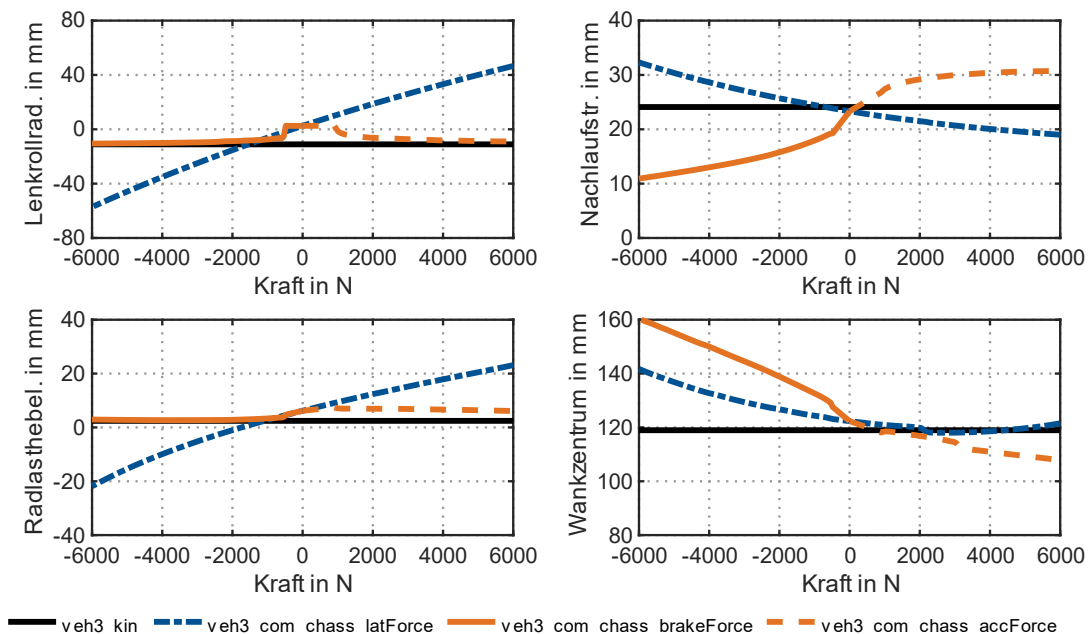 80
40
0
-40
-80
Lenkrollrad. in mm
-6000 -4000 -2000 0 2000 4000 6000
Kraft in N
40
30
20
10
0
Nachlaufstr in mm
-6000 -4000 -2000 0 2000 4000 6000
Kraft in N
40
20
0
-20
-40
Radlasthebel. in mm
-6000 -4000 -2000 0 2000 4000 6000
Kraft in N
160
140
120
100
80
Wankzentrum in mm
-6000 -4000 -2000 0 2000 4000 6000
Kraft in N
veh3 kin veh3 com chass latForce veh3 com chass brakeForce veh3 com chass accForce